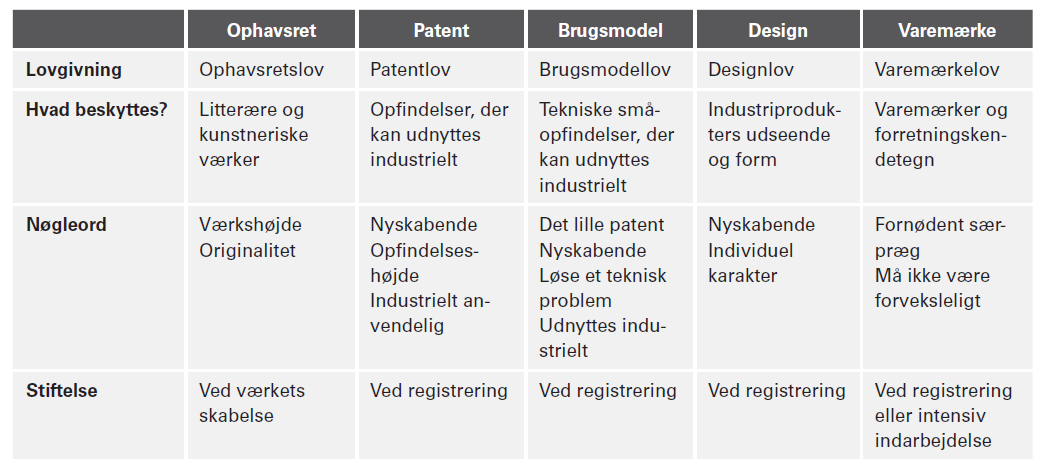 Ophavsret Patent Brugsmodel Design Varemærke
Lovgivning Ophavsretslov Patentlov Brugsmodellov Designlov Varemærkelov
Hvad beskyttes? Litterære og Opfindelser, der Tekniske små- Industriproduk- Varemærker og
kunstneriske kan udnyttes opfindelser, der ters udseende forretningsken-
værker industrielt kan udnyttes og form detegn
industrielt
Nøgleord Værkshøjde Nyskabende Det lille patent Nyskabende Fornødent sær-
Originalitet Opfindelses- Nyskabende Individuel præg
højde Løse et teknisk karakter Må ikke være
Industrielt an- problem forveksleligt
vendelig Udnyttes indu-
strielt
Stiftelse Ved værkets Ved registrering Ved registrering Ved registrering Ved registrering
skabelse eller intensiv
indarbejdelse